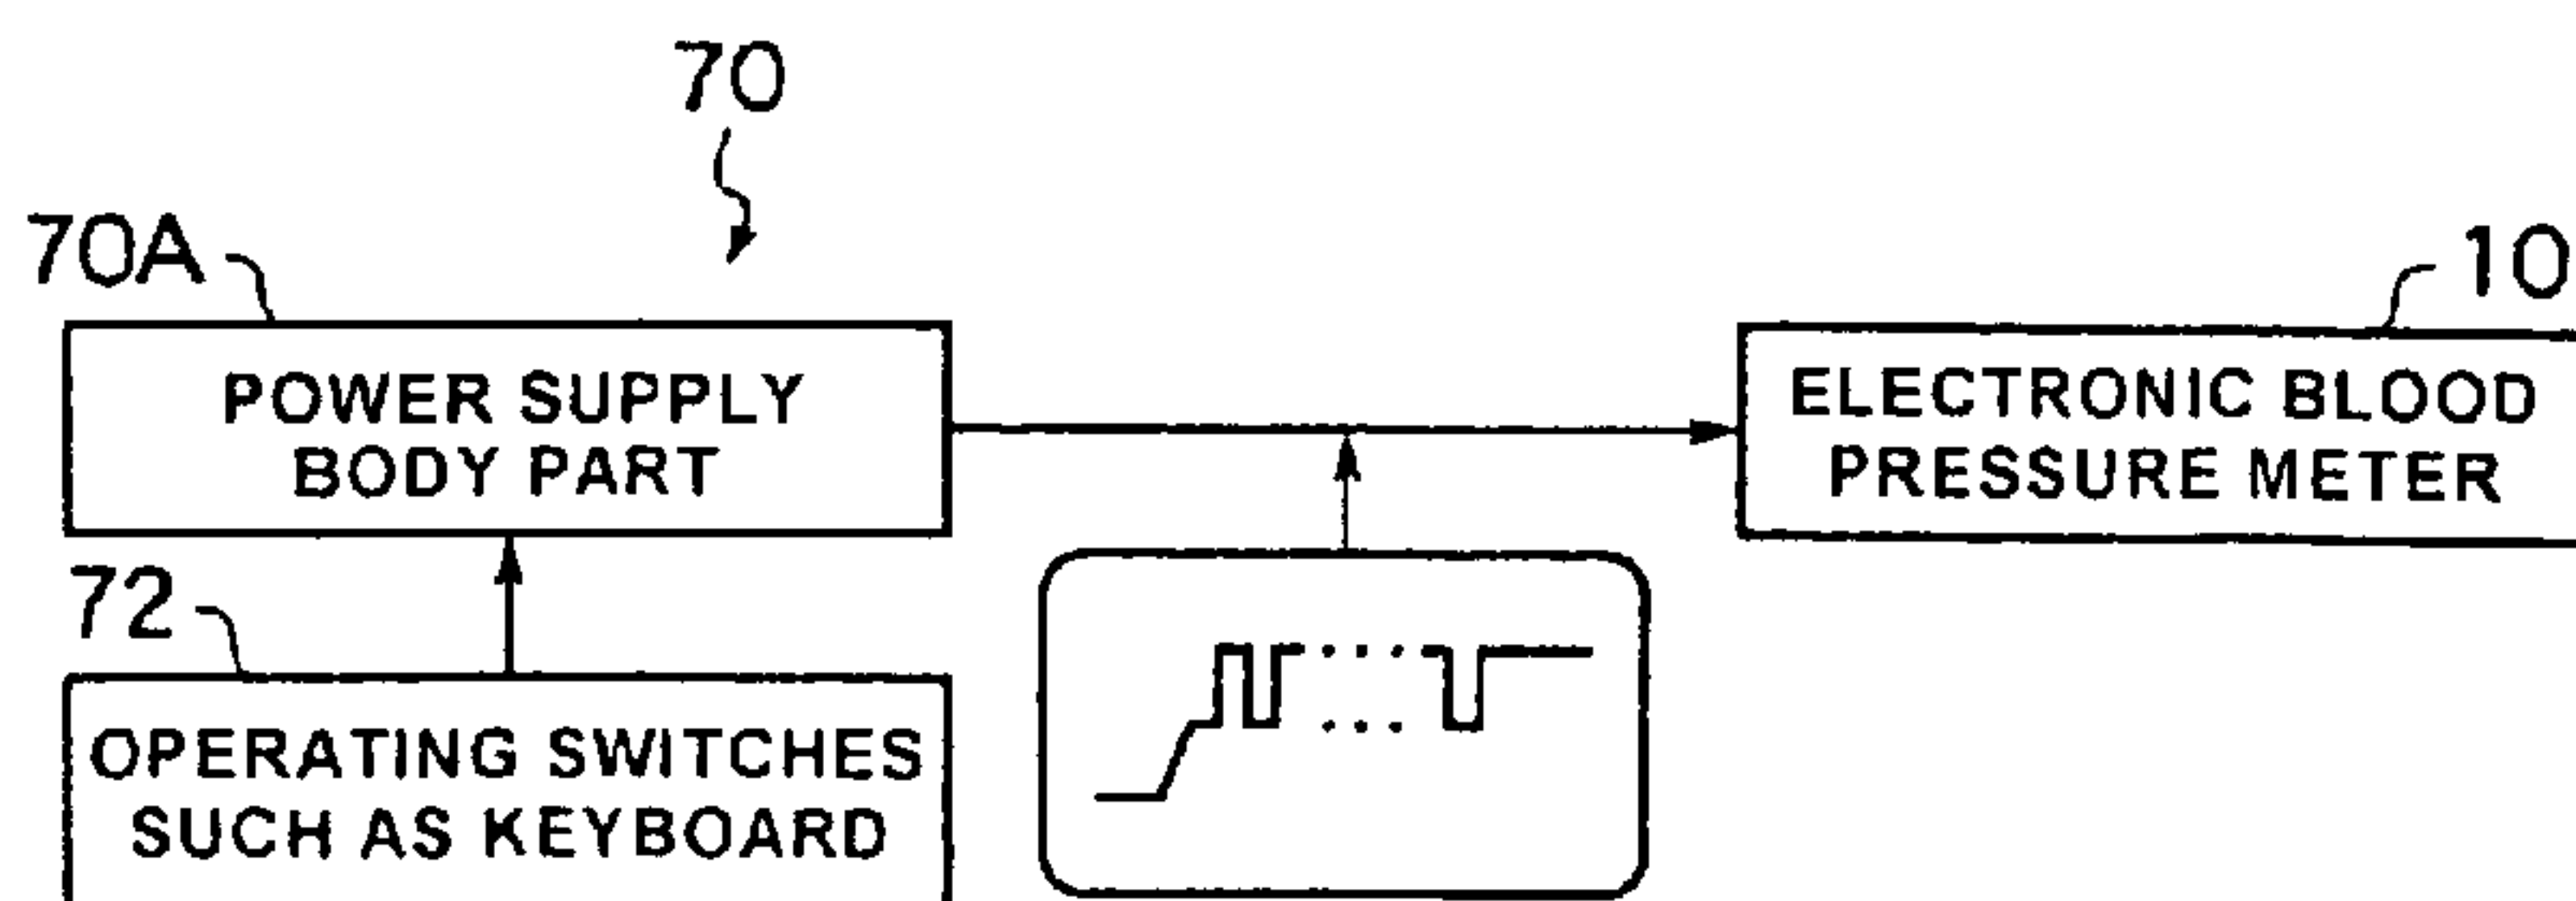 70
70A
10
POWER SUPPLY
BODY PART
ELECTRONIC BLOOD
PRESSURE METER
72
OPERATING SWITCHES
SUCH AS KEYBOARD